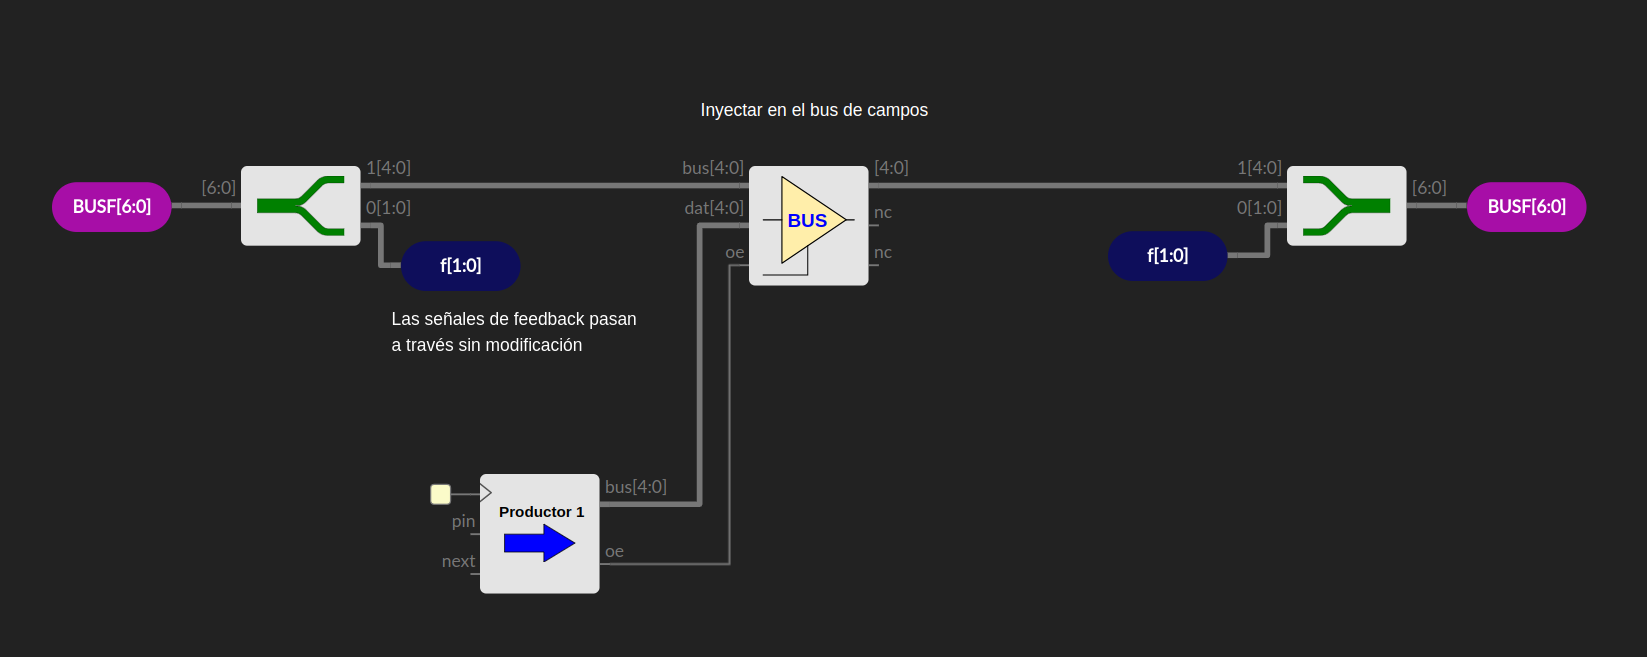 Inyectar en el bus de campos
BUSF[6:0]
[6:0]
1[4:0]
0[1:0]
f[1:0]
Las señales de feedback pasan
a través sin modificación
bus[4:0]
dat[4:0]
oe
BUS
[4:0]
nc
nc
1[4:0]
0[1:0]
f[1:0]
[6:0]
BUSF[6:0]
pin
next
Productor 1
bus[4:0]
oe